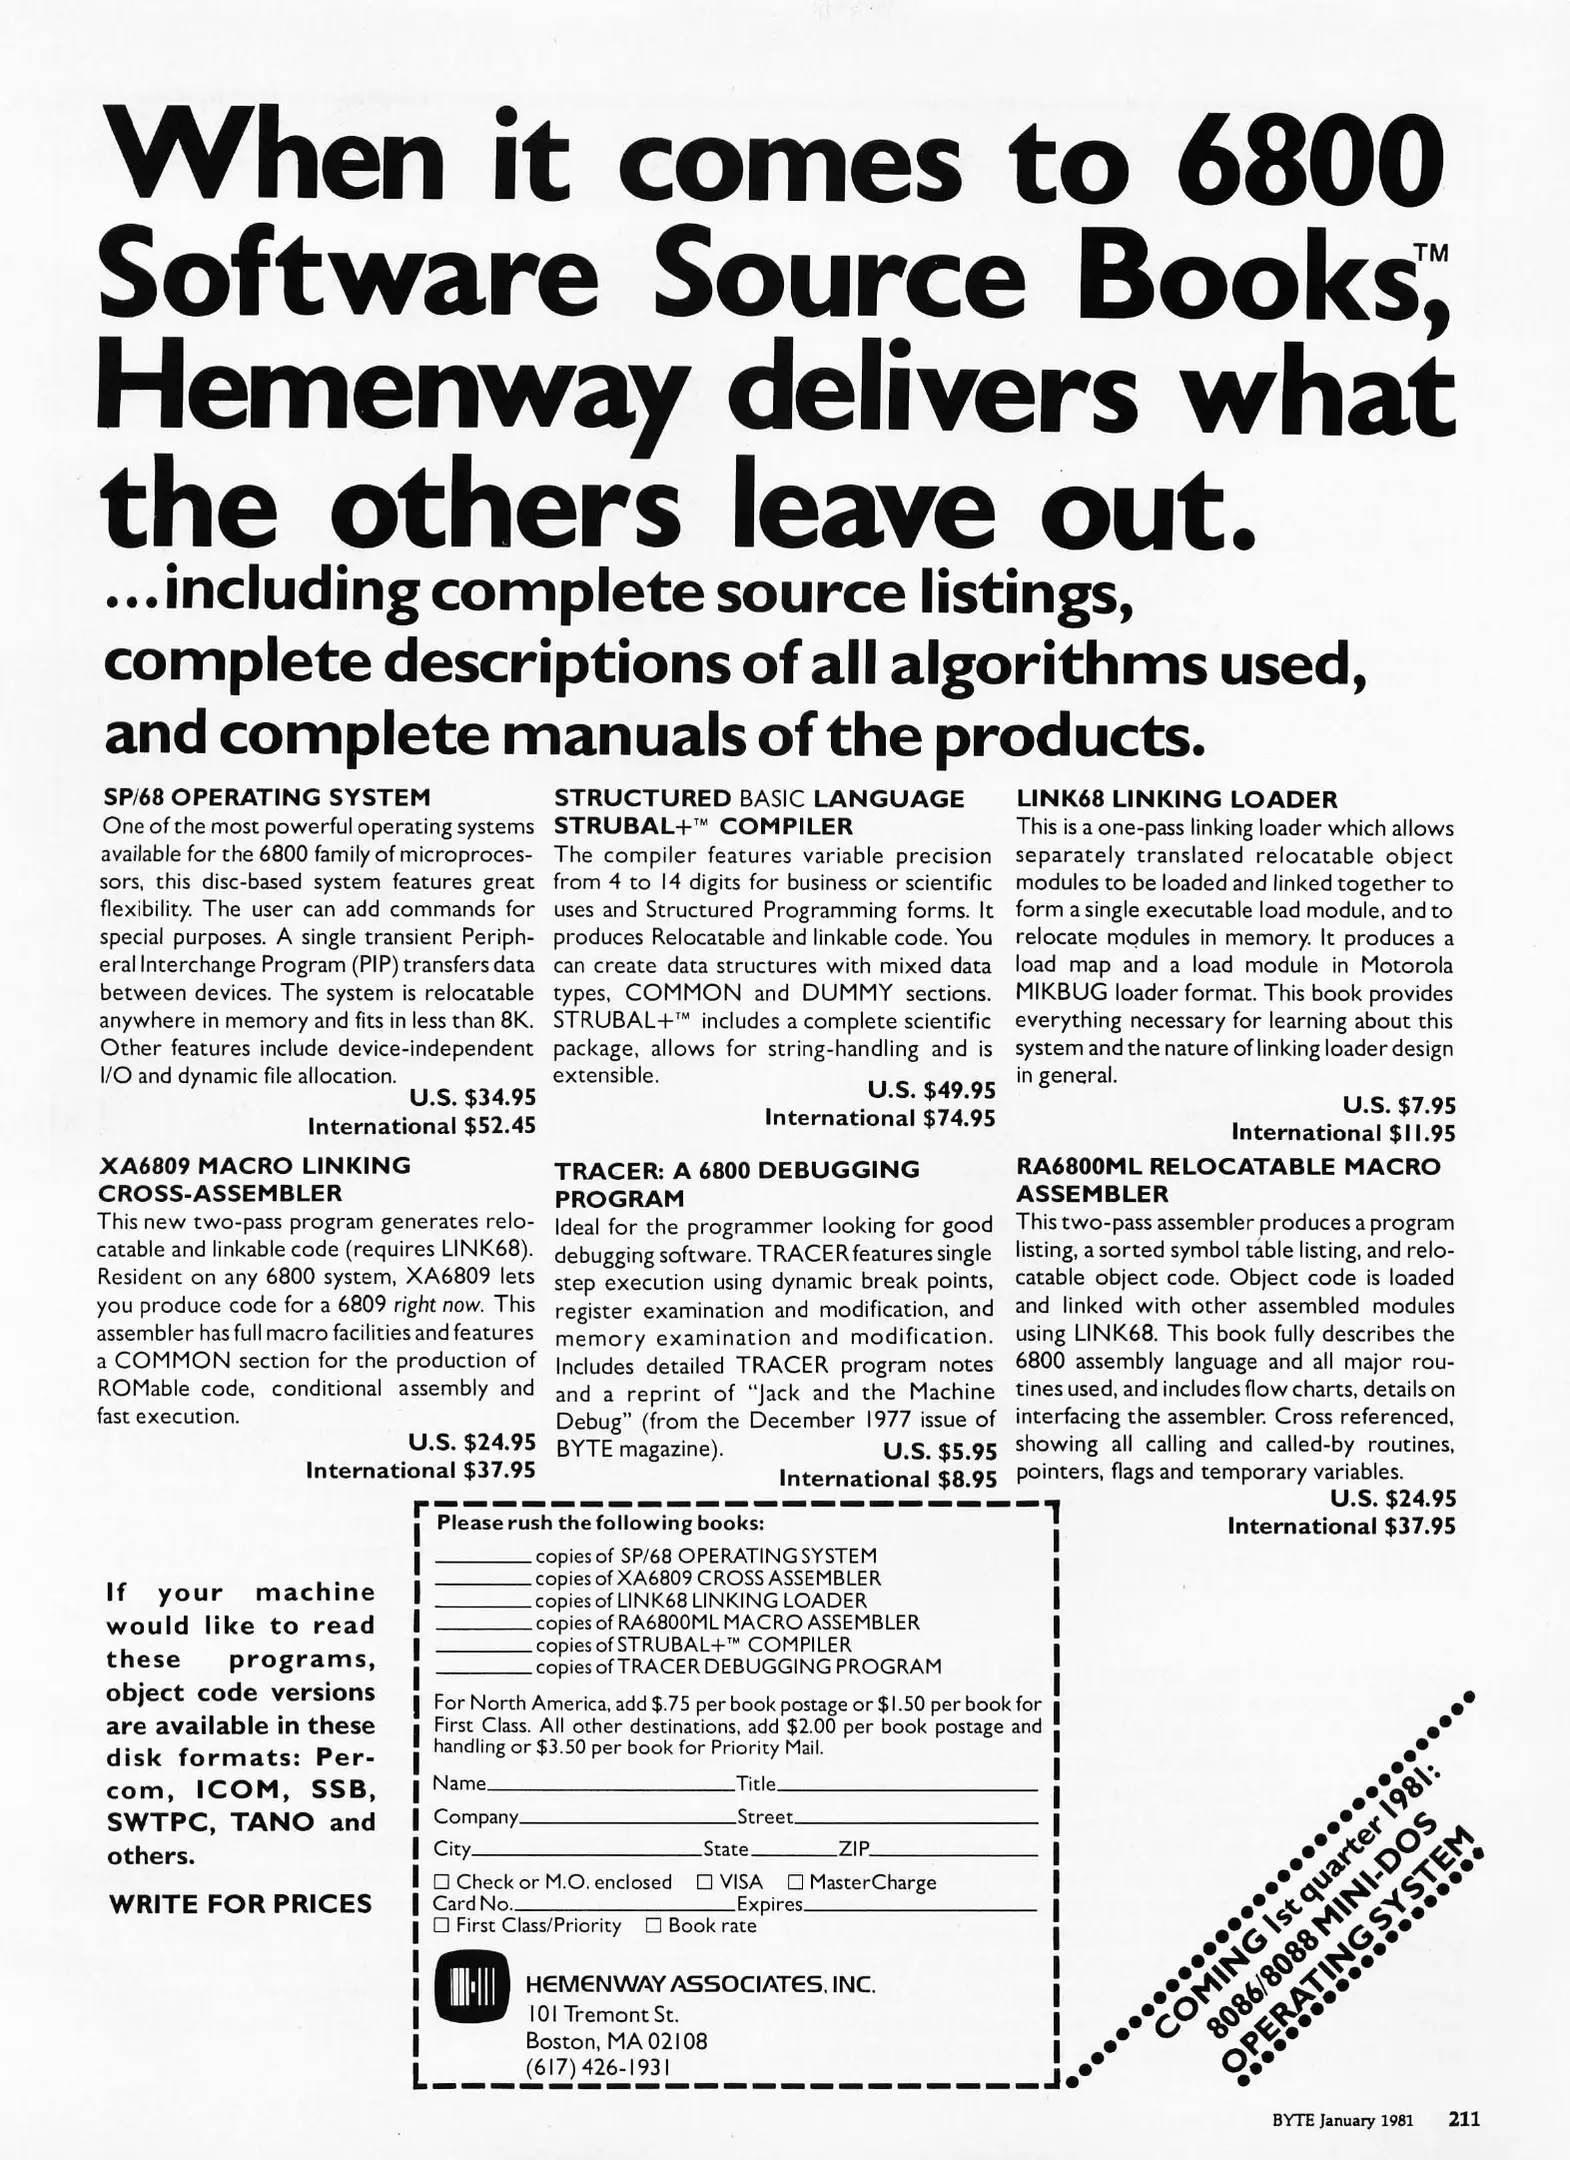 When it comes to 6800
Software Source Books,™
Hemenway delivers what
the others leave out.
...including complete source listings,
complete descriptions of all algorithms used,
and complete manuals of the products.
SP/68 OPERATING SYSTEM
One of the most powerful operating systems
available for the 6800 family of microproces-
sors, this disc-based system features great
flexibility. The user can add commands for
special purposes. A single transient Periph-
eral Interchange Program (PIP) transfers data
between devices. The system is relocatable
anywhere in memory and fits in less than 8K.
Other features include device-independent
I/O and dynamic file allocation.
U.S. $34.95
International $52.45
XA6809 MACRO LINKING
CROSS-ASSEMBLER
This new two-pass program generates relo-
catable and linkable code (requires LINK68).
Resident on any 6800 system, XA6809 lets
you produce code for a 6809 right now. This
assembler has full macro facilities and features
a COMMON section for the production of
ROMable code, conditional assembly and
fast execution.
U.S. $24.95
International $37.95
STRUCTURED BASIC LANGUAGE
STRUBAL+™ COMPILER
The compiler features variable precision
from 4 to 14 digits for business or scientific
uses and Structured Programming forms. It
produces Relocatable and linkable code. You
can create data structures with mixed data
types, COMMON and DUMMY sections.
STRUBAL+™ includes a complete scientific
package, allows for string-handling and is
extensible.
U.S. $49.95
International $74.95
TRACER: A 6800 DEBUGGING
PROGRAM
Ideal for the programmer looking for good
debugging software. TRACER features single
step execution using dynamic break points,
register examination and modification, and
memory examination and modification.
Includes detailed TRACER program notes
and a reprint of "Jack and the Machine
Debug" (from the December 1977 issue of
BYTE magazine).
U.S. $5.95
International $8.95
LINK68 LINKING LOADER
This is a one-pass linking loader which allows
separately translated relocatable object
modules to be loaded and linked together to
form a single executable load module, and to
relocate modules in memory. It produces a
load map and a load module in Motorola
MIKBUG loader format. This book provides
everything necessary for learning about this
system and the nature of linking loader design
in general.
U.S. $7.95
International $11.95
RA6800ML RELOCATABLE MACRO
ASSEMBLER
This two-pass assembler produces a program
listing, a sorted symbol table listing, and relo-
catable object code. Object code is loaded
and linked with other assembled modules
using LINK68. This book fully describes the
6800 assembly language and all major rou-
tines used, and includes flow charts, details on
interfacing the assembler. Cross referenced,
showing all calling and called-by routines,
pointers, flags and temporary variables.
U.S. $24.95
International $37.95
If your machine
would like to read
these programs,
object code versions
are available in these
disk formats: Per-
com, ICOM, SSB,
SWTPC, TANO and
others.
WRITE FOR PRICES
Please rush the following books:
________ copies of SP/68 OPERATING SYSTEM
________ copies of XA6809 CROSS ASSEMBLER
________ copies of LINK68 LINKING LOADER
________ copies of RA6800ML MACRO ASSEMBLER
________ copies of STRUBAL+™ COMPILER
________ copies of TRACER DEBUGGING PROGRAM
For North America, add $.75 per book postage or $1.50 per book for
First Class. All other destinations, add $2.00 per book postage and
handling or $3.50 per book for Priority Mail.
Name____________________Title____________________
Company____________________Street____________________
City____________________State________ZIP____________
☐ Check or M.O. enclosed ☐ VISA ☐ MasterCharge
Card No.____________________Expires____________________
☐ First Class/Priority ☐ Book rate
HEMENWAY ASSOCIATES, INC.
101 Tremont St.
Boston, MA 02108
(617) 426-1931
COMING 1st quarter 1981:
8086/8088 MINI-DOS
OPERATING SYSTEM
BYTE January 1981 211